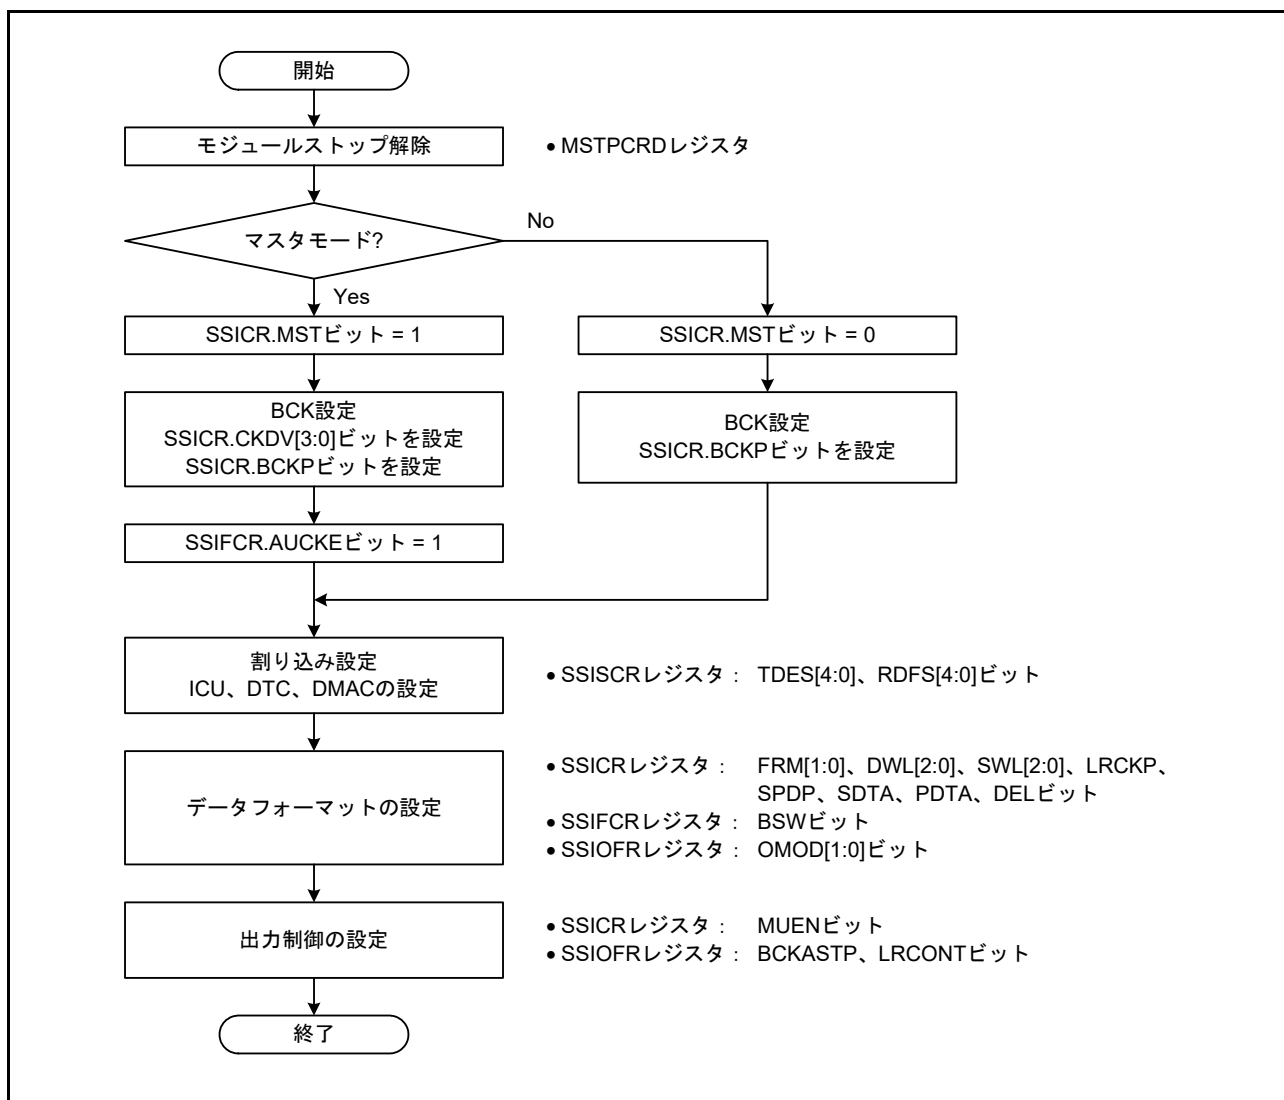 開始
モジュールストップ解除
• MSTPCRDレジスタ
マスタモード?
No
Yes
SSICR.MSTビット = 1
SSICR.MSTビット = 0
BCK設定
SSICR.CKDV[3:0]ビットを設定
SSICR.BCKPビットを設定
BCK設定
SSICR.BCKPビットを設定
SSIFCR.AUCKEビット = 1
割り込み設定
ICU、DTC、DMACの設定
• SSISCRレジスタ : TDES[4:0]、RDFS[4:0]ビット
データフォーマットの設定
• SSICRレジスタ : FRM[1:0]、DWL[2:0]、SWL[2:0]、LRCKP、
SPDP、SDTA、PDTA、DELビット
• SSIFCRレジスタ : BSWビット
• SSIOFRレジスタ : OMOD[1:0]ビット
出力制御の設定
• SSICRレジスタ : MUENビット
• SSIOFRレジスタ : BCKASTP、LRCONTビット
終了